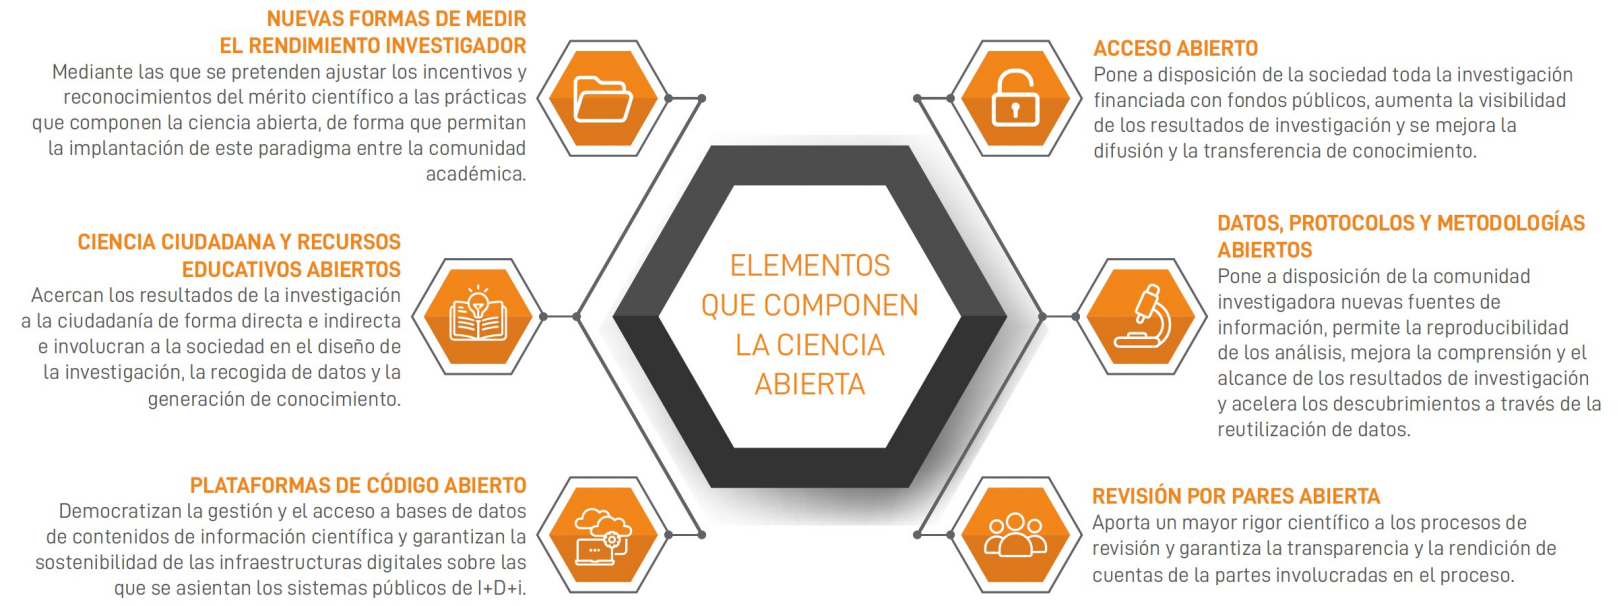 NUEVAS FORMAS DE MEDIR
EL RENDIMIENTO INVESTIGADOR
Mediante las que se pretenden ajustar los incentivos y
reconocimientos del mérito científico a las prácticas
que componen la ciencia abierta, de forma que permitan
la implantación de este paradigma entre la comunidad
académica.
CIENCIA CIUDADANA Y RECURSOS
EDUCATIVOS ABIERTOS
Acercan los resultados de la investigación
a la ciudadanía de forma directa e indirecta
e involucran a la sociedad en el diseño de
la investigación, la recogida de datos y la
generación de conocimiento.
PLATAFORMAS DE CÓDIGO ABIERTO
Democratizan la gestión y el acceso a bases de datos
de contenidos de información científica y garantizan la
sostenibilidad de las infraestructuras digitales sobre las
que se asientan los sistemas públicos de I+D+i.
ELEMENTOS
QUE COMPONEN
LA CIENCIA
ABIERTA
ACCESO ABIERTO
Pone a disposición de la sociedad toda la investigación
financiada con fondos públicos, aumenta la visibilidad
de los resultados de investigación y se mejora la
difusión y la transferencia de conocimiento.
DATOS, PROTOCOLOS Y METODOLOGÍAS
ABIERTOS
Pone a disposición de la comunidad
investigadora nuevas fuentes de
información, permite la reproducibilidad
de los análisis, mejora la comprensión y el
alcance de los resultados de investigación
y acelera los descubrimientos a través de la
reutilización de datos.
REVISIÓN POR PARES ABIERTA
Aporta un mayor rigor científico a los procesos de
revisión y garantiza la transparencia y la rendición de
cuentas de la partes involucradas en el proceso.